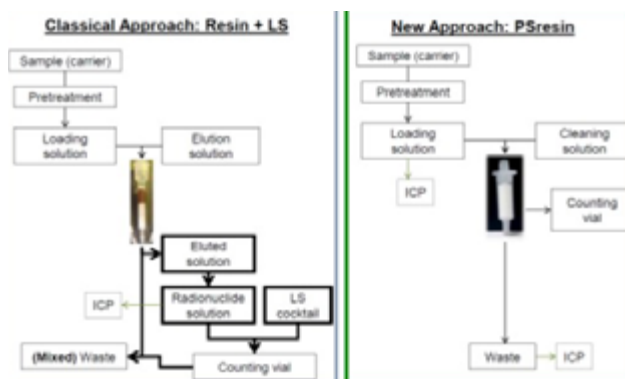 Classical Approach: Resin + LS
Sample (carrier)
Pretreatment
Loading
solution
Elution
solution
Eluted
solution
ICP
Radionuclide
solution
LS
cocktail
(Mixed) Waste
Counting vial
New Approach: PSresin
Sample (carrier)
Pretreatment
Loading
solution
Cleaning
solution
ICP
Counting
vial
Waste
ICP